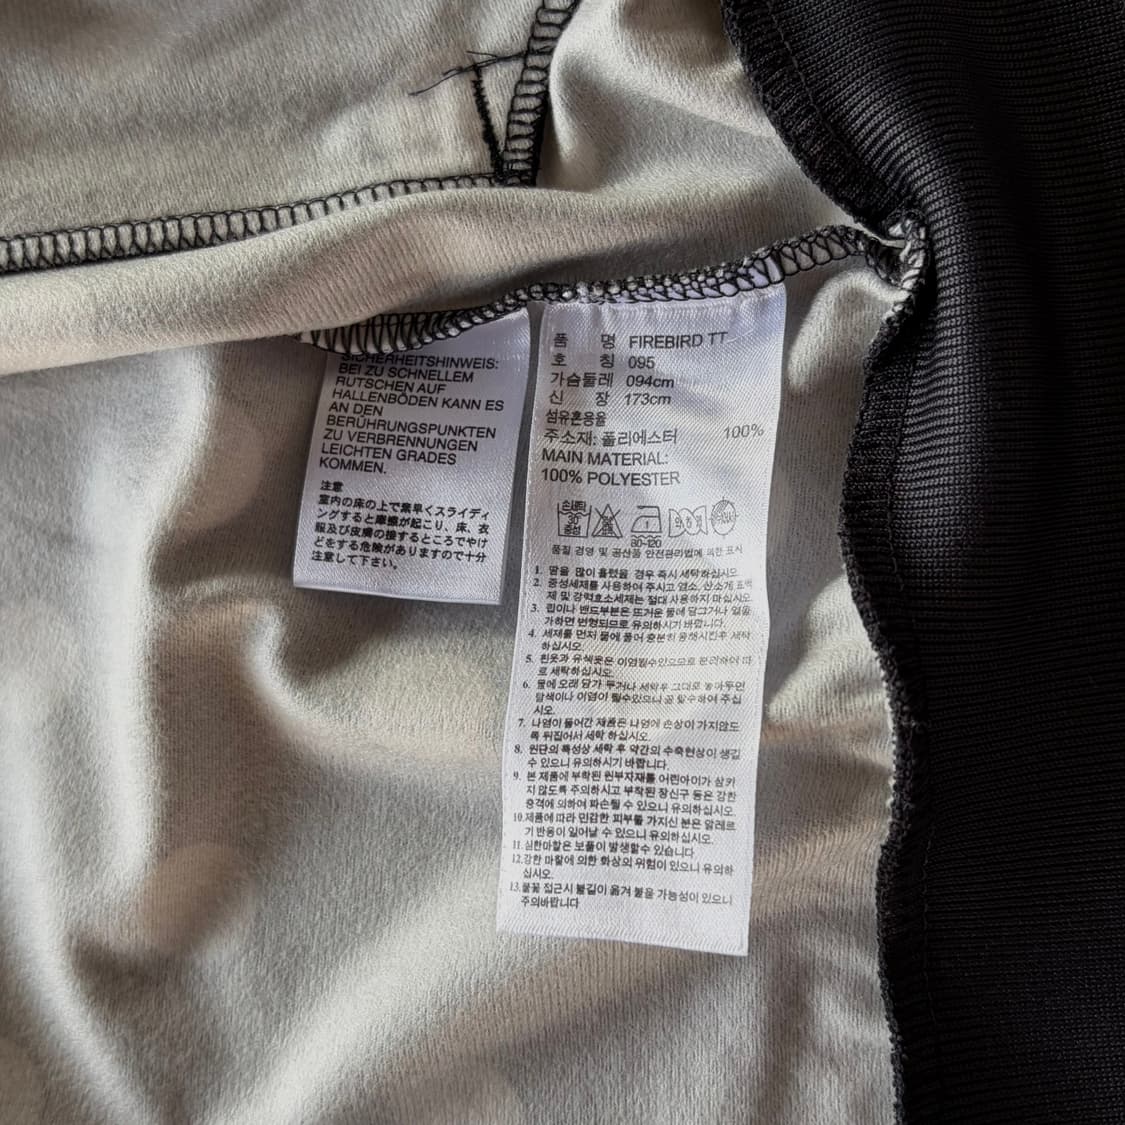 SICHERHEITSHINWEIS:
BEI ZU SCHNELLEM
RUTSCHEN AUF
HALLENBÖDEN KANN ES
AN DEN
BERÜHRUNGSPUNKTEN
ZU VERBRENNUNGEN
LEICHTEN GRADES
KOMMEN.
注意
室内の床の上で素早くスライディ
ングすると摩擦が起こり、床、衣
服及び皮膚の接するところでやけ
どをする危険がありますので十分
注意して下さい。
품 명 FIREBIRD TT
호 칭 095
가슴둘레 094cm
신 장 173cm
섬유혼용율
주소재: 폴리에스터 100%
MAIN MATERIAL:
100% POLYESTER
손세탁
30
중성
80-120
품질 경영 및 공산품 안전관리법에 의한 표시
1. 땀을 많이 흘렸을 경우 즉시 세탁하십시오.
2. 중성세제를 사용하여 주시고 염소, 산소계 표백
제 및 강력효소세제는 절대 사용하지 마십시오.
3. 립이나 밴드부분은 뜨거운 물에 담그거나
가하면 변형되므로 유의하시기 바랍니다.
4. 세제를 먼저 물에 풀어 충분히 용해시킨후 세탁
하십시오.
5. 흰옷과 유색옷은 이염될수있으므로 분리하여 따
로 세탁하십시오.
6. 물에 오래 담가 두거나 세탁후 그대로 놓아두면
탈색이나 이염이 될수있으니 곧 탈수하여 주십
시오.
7. 나염이 들어간 제품은 나염에 손상이 가지않도
록 뒤집어서 세탁 하십시오.
8. 원단의 특성상 세탁 후 약간의 수축현상이 생길
수 있으니 유의하시기 바랍니다.
9. 본 제품에 부착된 원부자재를 어린아이가 삼키
지 않도록 주의하시고 부착된 장신구 등은 강한
충격에 의하여 파손될 수 있으니 유의하십시오.
10.제품에 따라 민감한 피부를 가지신 분은 알레르
기 반응이 일어날 수 있으니 유의하십시오.
11.심한마찰은 보풀이 발생할수 있습니다
12.강한 마찰에 의한 화상의 위험이 있으니 유의하
십시오.
13.불꽃 접근시 불길이 옮겨 붙을 가능성이 있으니
주의바랍니다